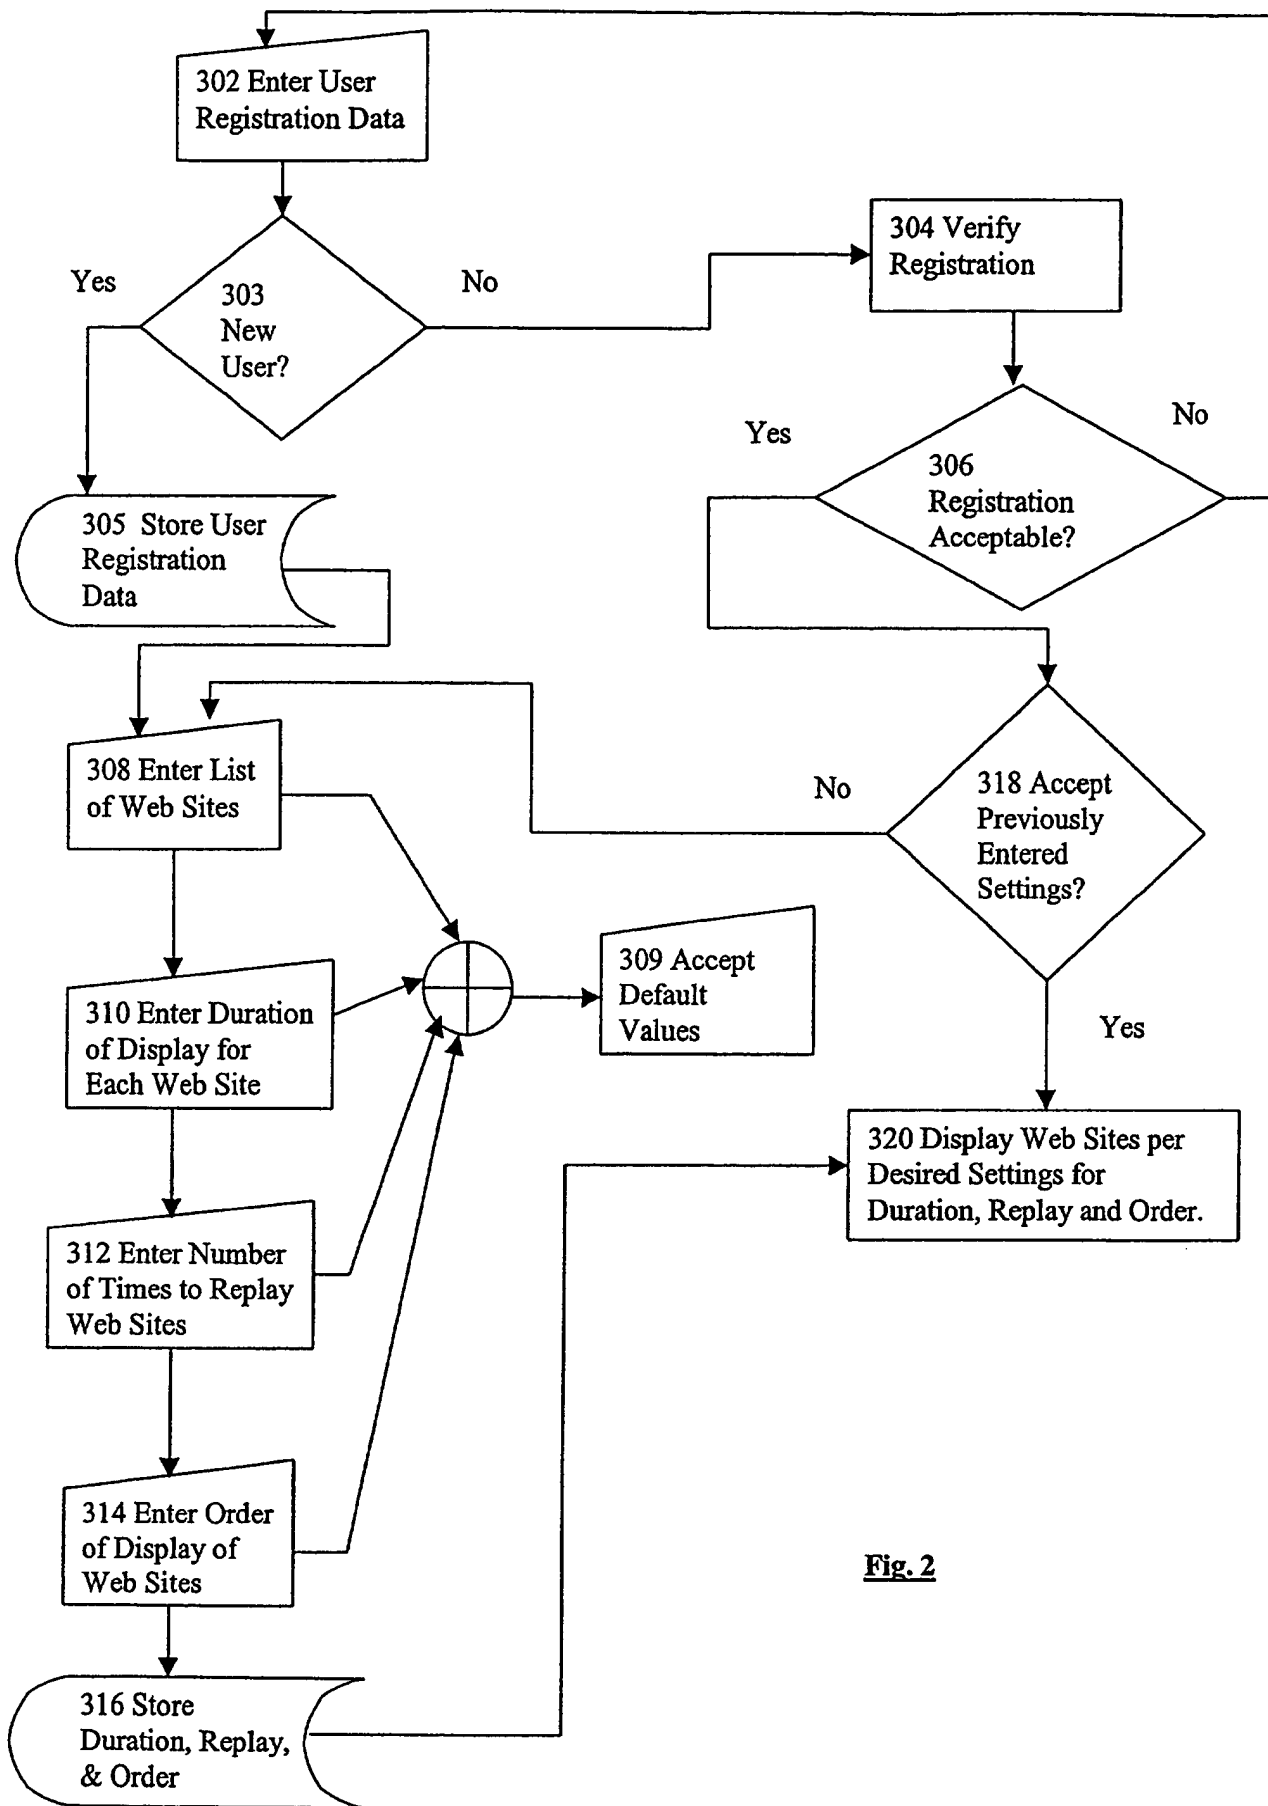 302 Enter User
Registration Data
Yes
303
New
User?
No
304 Verify
Registration
Yes
306
Registration
Acceptable?
No
305 Store User
Registration
Data
308 Enter List
of Web Sites
No
318 Accept
Previously
Entered
Settings?
309 Accept
Default
Values
310 Enter Duration
of Display for
Each Web Site
Yes
320 Display Web Sites per
Desired Settings for
Duration, Replay and Order.
312 Enter Number
of Times to Replay
Web Sites
314 Enter Order
of Display of
Web Sites
Fig. 2
316 Store
Duration, Replay,
& Order